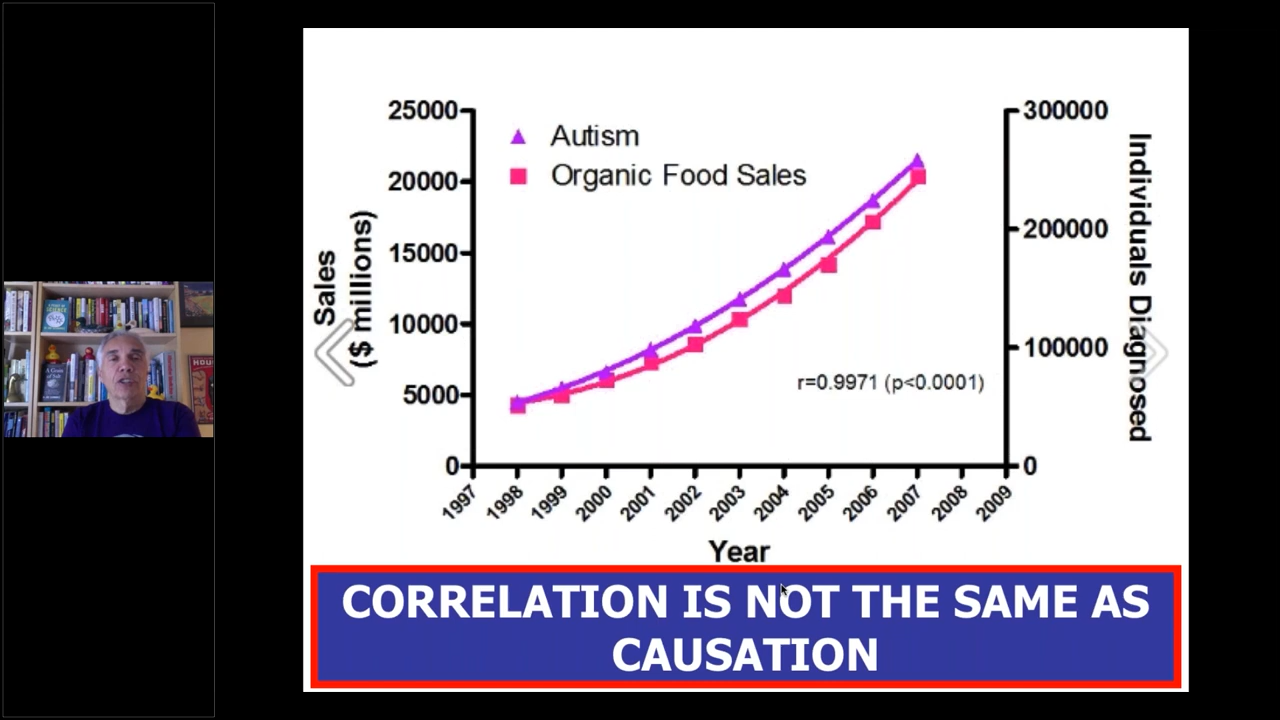 25000
20000
15000
10000
5000
0
Sales
($ millions)
Autism
Organic Food Sales
r=0.9971 (p<0.0001)
300000
200000
100000
0
Individuals Diagnosed
1997
1998
1999
2000
2001
2002
2003
2004
2005
2006
2007
2008
2009
Year
CORRELATION IS NOT THE SAME AS
CAUSATION